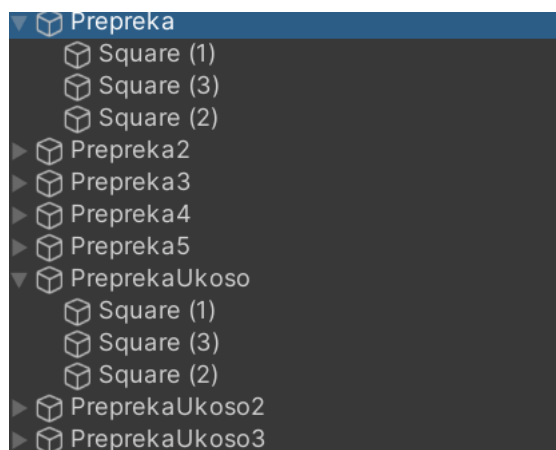 Prepreka
Square (1)
Square (3)
Square (2)
Prepreka2
Prepreka3
Prepreka4
Prepreka5
PreprekaUkoso
Square (1)
Square (3)
Square (2)
PreprekaUkoso2
PreprekaUkoso3